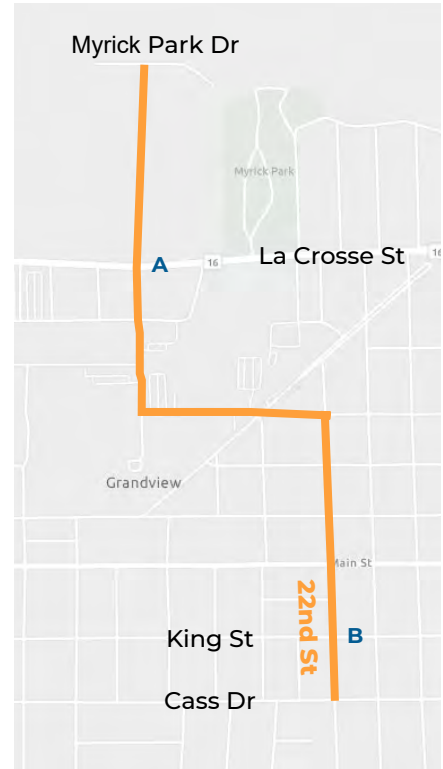 Myrick Park Dr
Myrick Park
La Crosse St
16
16
A
Grandview
Main St
22nd St
King St
B
Cass Dr